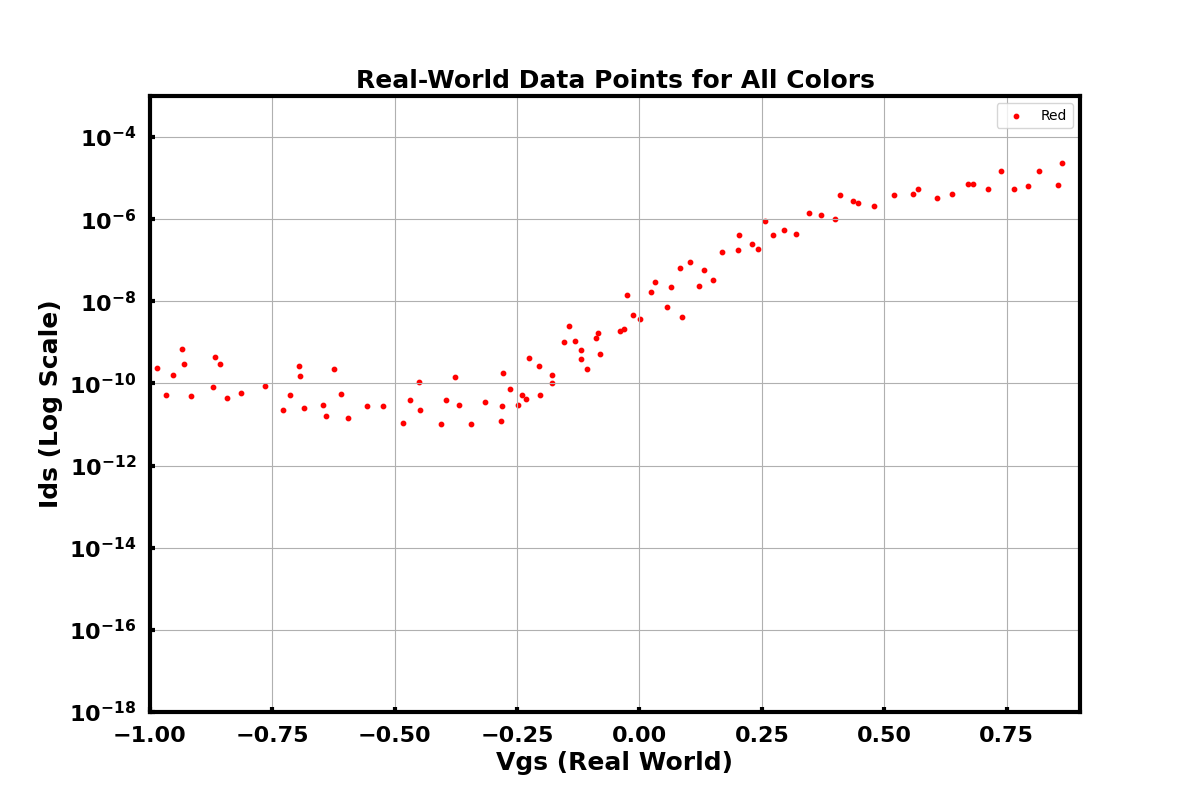 Real-World Data Points for All Colors
Red
10⁻⁴
10⁻⁶
10⁻⁸
10⁻¹⁰
10⁻¹²
10⁻¹⁴
10⁻¹⁶
10⁻¹⁸
Ids (Log Scale)
−1.00 −0.75 −0.50 −0.25 0.00 0.25 0.50 0.75
Vgs (Real World)